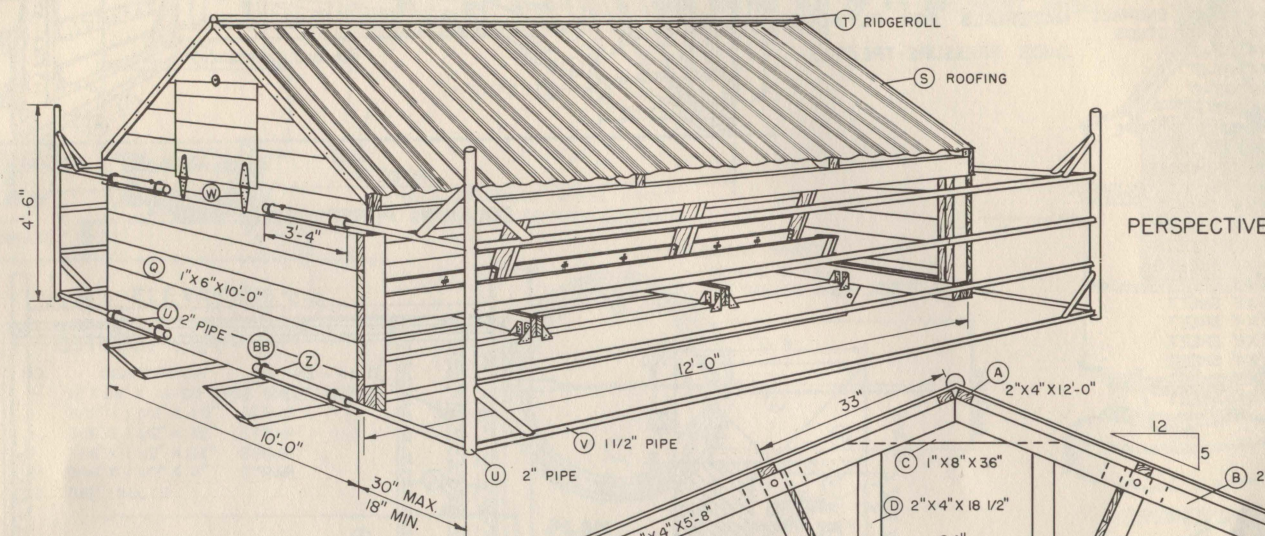 T RIDGEROLL
S ROOFING
4'-6"
W
3'-4"
PERSPECTIVE
Q
1"X6"X10'-0"
U 2" PIPE
BB
Z
12'-0"
10'-0"
V 1 1/2" PIPE
U 2" PIPE
30" MAX.
18" MIN.
33"
A
2"X4"X12'-0"
12
5
C 1"X8"X36"
B 2
D 2"X4"X18 1/2"
"X4"X5'-8"